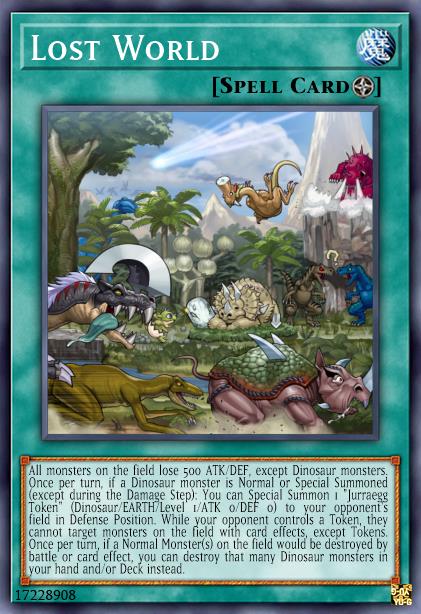 Lost World
魔
[Spell Card]
?
All monsters on the field lose 500 ATK/DEF, except Dinosaur monsters.
Once per turn, if a Dinosaur monster is Normal or Special Summoned
(except during the Damage Step): You can Special Summon 1 "Jurraegg
Token" (Dinosaur/EARTH/Level 1/ATK 0/DEF 0) to your opponent's
field in Defense Position. While your opponent controls a Token, they
cannot target monsters on the field with card effects, except Tokens.
Once per turn, if a Normal Monster(s) on the field would be destroyed by
battle or card effect, you can destroy that many Dinosaur monsters in
your hand and/or Deck instead.
17228908